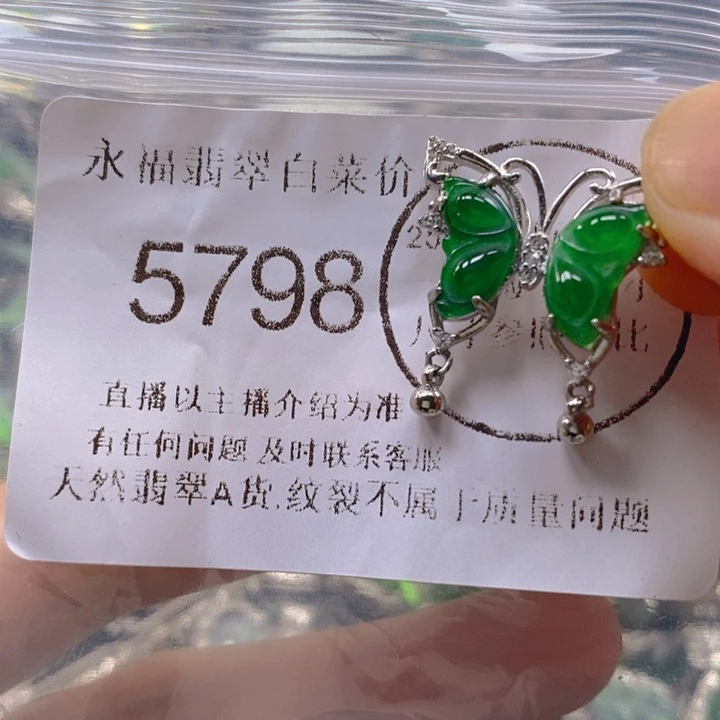 永福翡翠白菜价
5798
直播以主播介绍为准
有任何问题 及时联系客服
天然翡翠A货.纹裂不属于质量问题